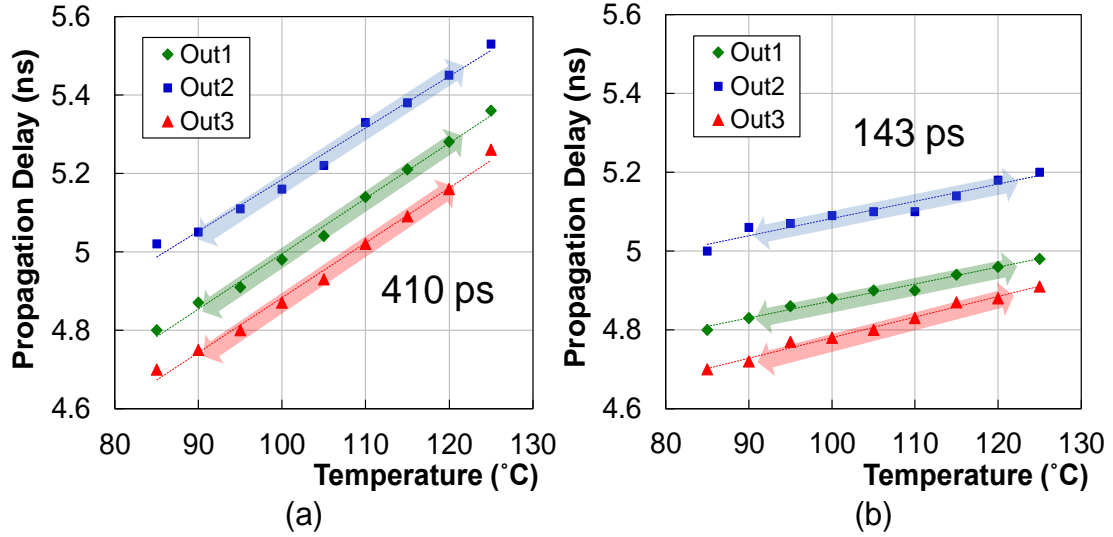 Propagation Delay (ns)
5.6
5.4
5.2
5
4.8
4.6
Out1
Out2
Out3
410 ps
80 90 100 110 120 130
Temperature (˚C)
(a)
Propagation Delay (ns)
5.6
5.4
5.2
5
4.8
4.6
Out1
Out2
Out3
143 ps
80 90 100 110 120 130
Temperature (˚C)
(b)